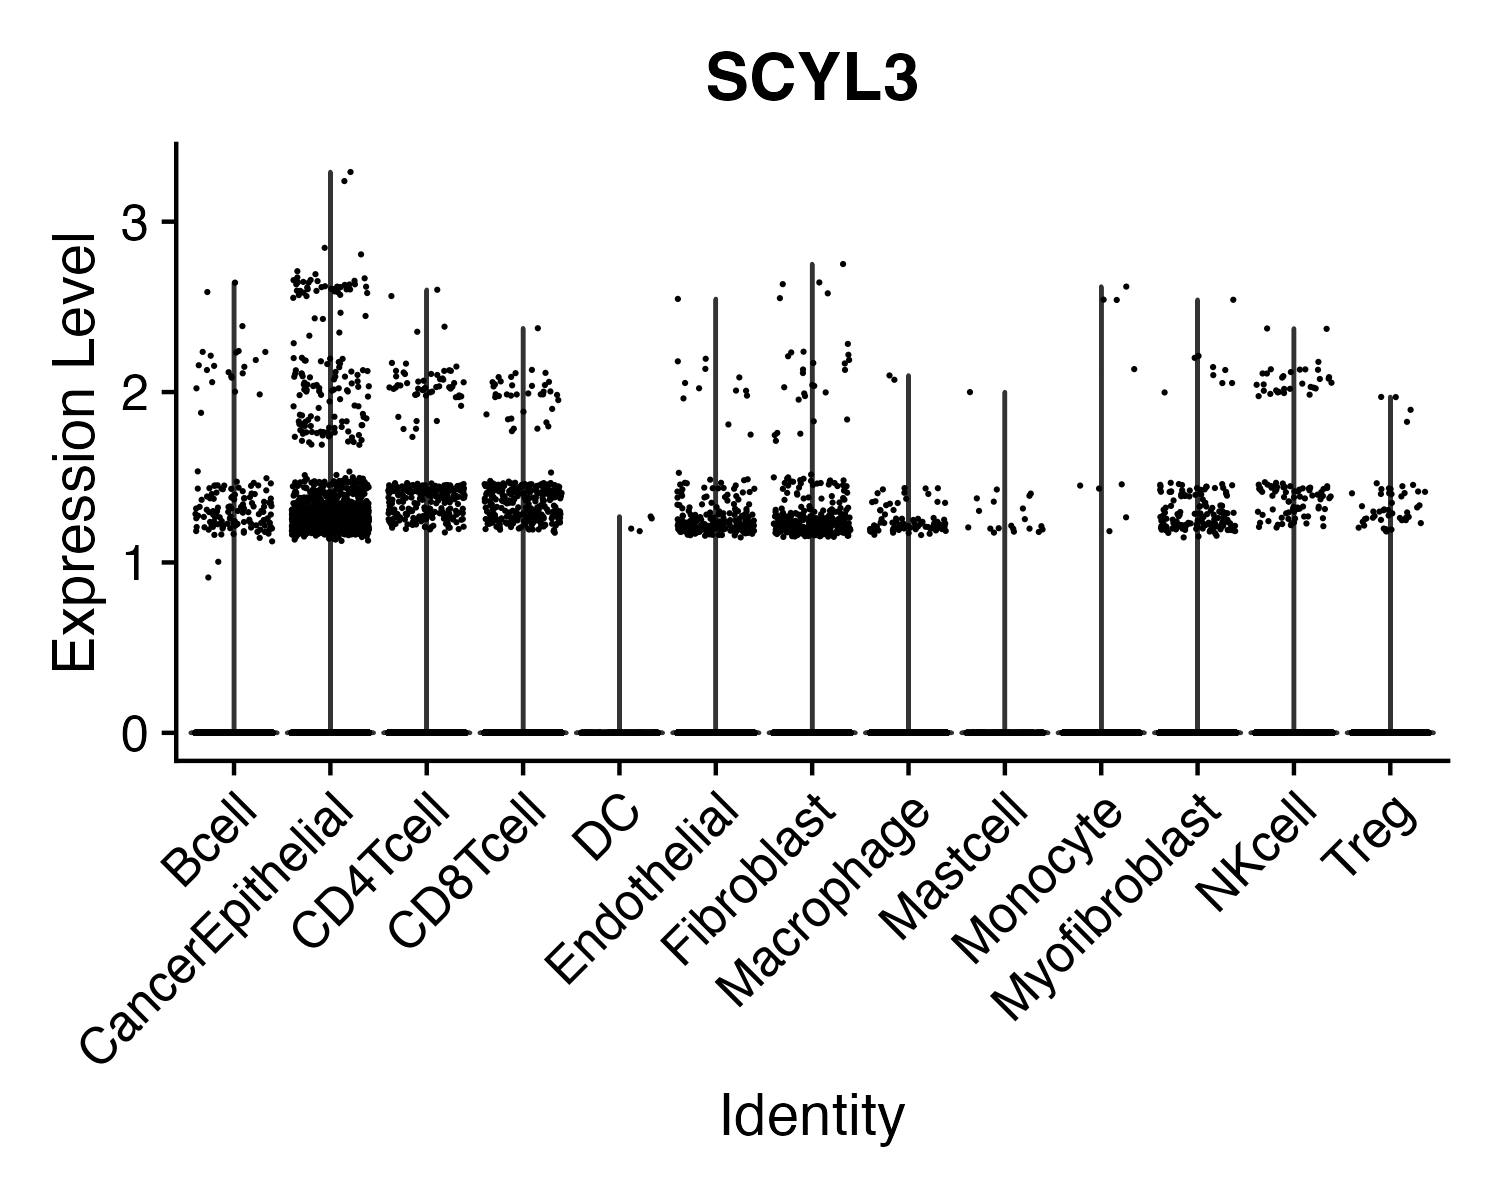 SCYL3
Expression Level
3
2
1
0
Bcell
CancerEpithelial
CD4Tcell
CD8Tcell
DC
Endothelial
Fibroblast
Macrophage
Mastcell
Monocyte
Myofibroblast
NKcell
Treg
Identity